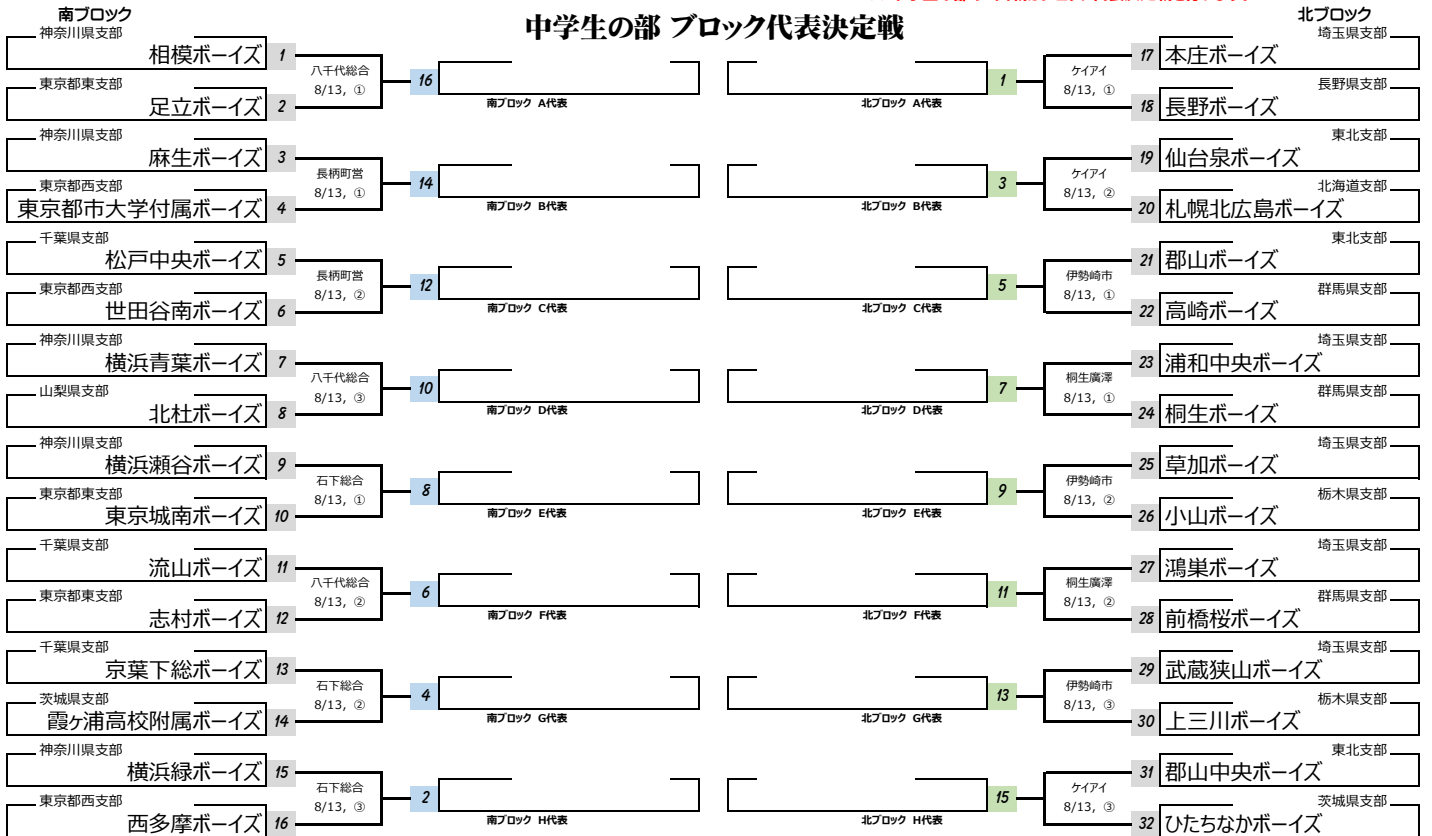 中学生の部 ブロック代表決定戦
南ブロック
神奈川県支部
相模ボーイズ 1
東京都東支部
足立ボーイズ 2
八千代総合
8/13, ①
16
南ブロック A代表
神奈川県支部
麻生ボーイズ 3
東京都西支部
東京都市大学付属ボーイズ 4
長柄町営
8/13, ①
14
南ブロック B代表
千葉県支部
松戸中央ボーイズ 5
東京都西支部
世田谷南ボーイズ 6
長柄町営
8/13, ②
12
南ブロック C代表
神奈川県支部
横浜青葉ボーイズ 7
山梨県支部
北杜ボーイズ 8
八千代総合
8/13, ③
10
南ブロック D代表
神奈川県支部
横浜瀬谷ボーイズ 9
東京都東支部
東京城南ボーイズ 10
石下総合
8/13, ①
8
南ブロック E代表
千葉県支部
流山ボーイズ 11
東京都東支部
志村ボーイズ 12
八千代総合
8/13, ②
6
南ブロック F代表
千葉県支部
京葉下総ボーイズ 13
茨城県支部
霞ヶ浦高校附属ボーイズ 14
石下総合
8/13, ②
4
南ブロック G代表
神奈川県支部
横浜緑ボーイズ 15
東京都西支部
西多摩ボーイズ 16
石下総合
8/13, ③
2
南ブロック H代表
北ブロック
埼玉県支部
17 本庄ボーイズ
長野県支部
18 長野ボーイズ
ケイアイ
8/13, ①
1
北ブロック A代表
東北支部
19 仙台泉ボーイズ
北海道支部
20 札幌北広島ボーイズ
ケイアイ
8/13, ②
3
北ブロック B代表
東北支部
21 郡山ボーイズ
群馬県支部
22 高崎ボーイズ
伊勢崎市
8/13, ①
5
北ブロック C代表
埼玉県支部
23 浦和中央ボーイズ
群馬県支部
24 桐生ボーイズ
桐生廣澤
8/13, ①
7
北ブロック D代表
埼玉県支部
25 草加ボーイズ
栃木県支部
26 小山ボーイズ
伊勢崎市
8/13, ②
9
北ブロック E代表
埼玉県支部
27 鴻巣ボーイズ
群馬県支部
28 前橋桜ボーイズ
桐生廣澤
8/13, ②
11
北ブロック F代表
埼玉県支部
29 武蔵狭山ボーイズ
栃木県支部
30 上三川ボーイズ
伊勢崎市
8/13, ③
13
北ブロック G代表
東北支部
31 郡山中央ボーイズ
茨城県支部
32 ひたちなかボーイズ
ケイアイ
8/13, ③
15
北ブロック H代表